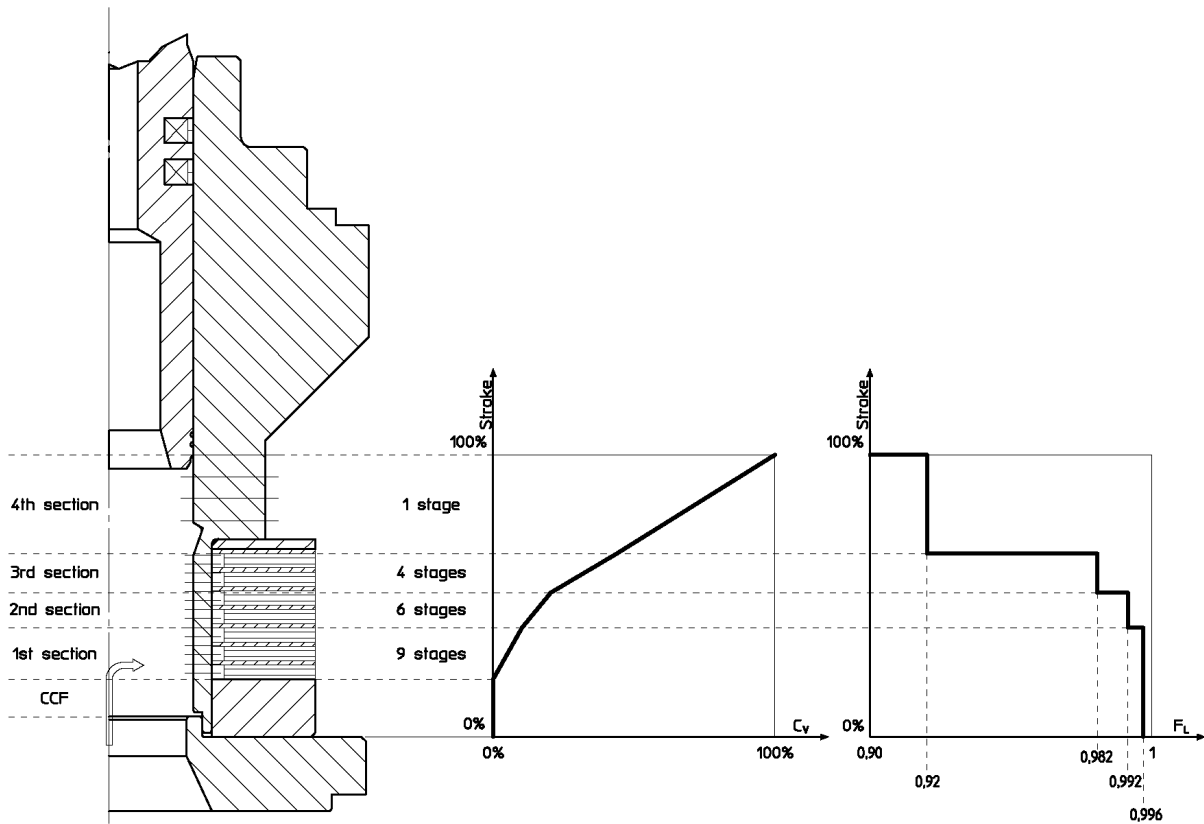 Stroke
Stroke
100%
100%
4th section
1 stage
3rd section
4 stages
2nd section
6 stages
1st section
9 stages
CCF
0%
Cv
0%
FL
0%
100%
0,90
0,982
1
0,92
0,992
0,996